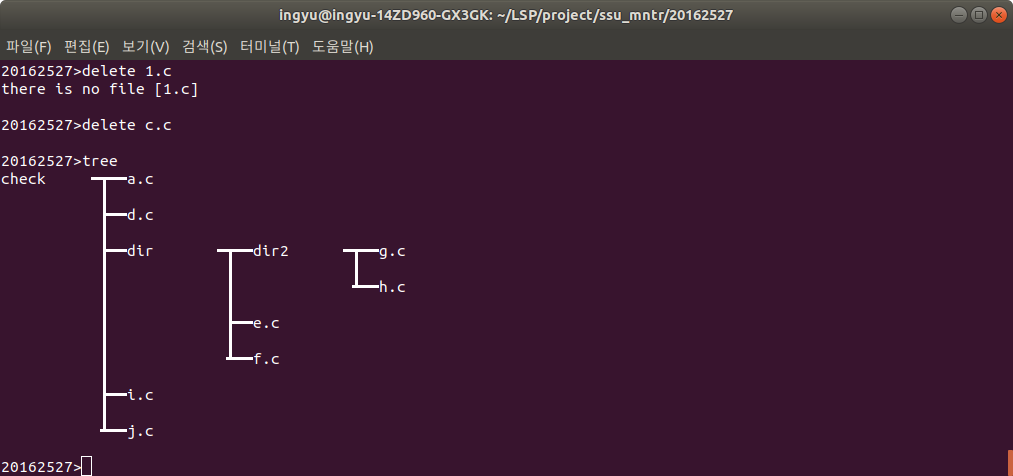 ingyu@ingyu-14ZD960-GX3GK: ~/LSP/project/ssu_mntr/20162527
파일(F) 편집(E) 보기(V) 검색(S) 터미널(T) 도움말(H)
20162527>delete 1.c
there is no file [1.c]
20162527>delete c.c
20162527>tree
check a.c
d.c
dir dir2 g.c
h.c
e.c
f.c
i.c
j.c
20162527>